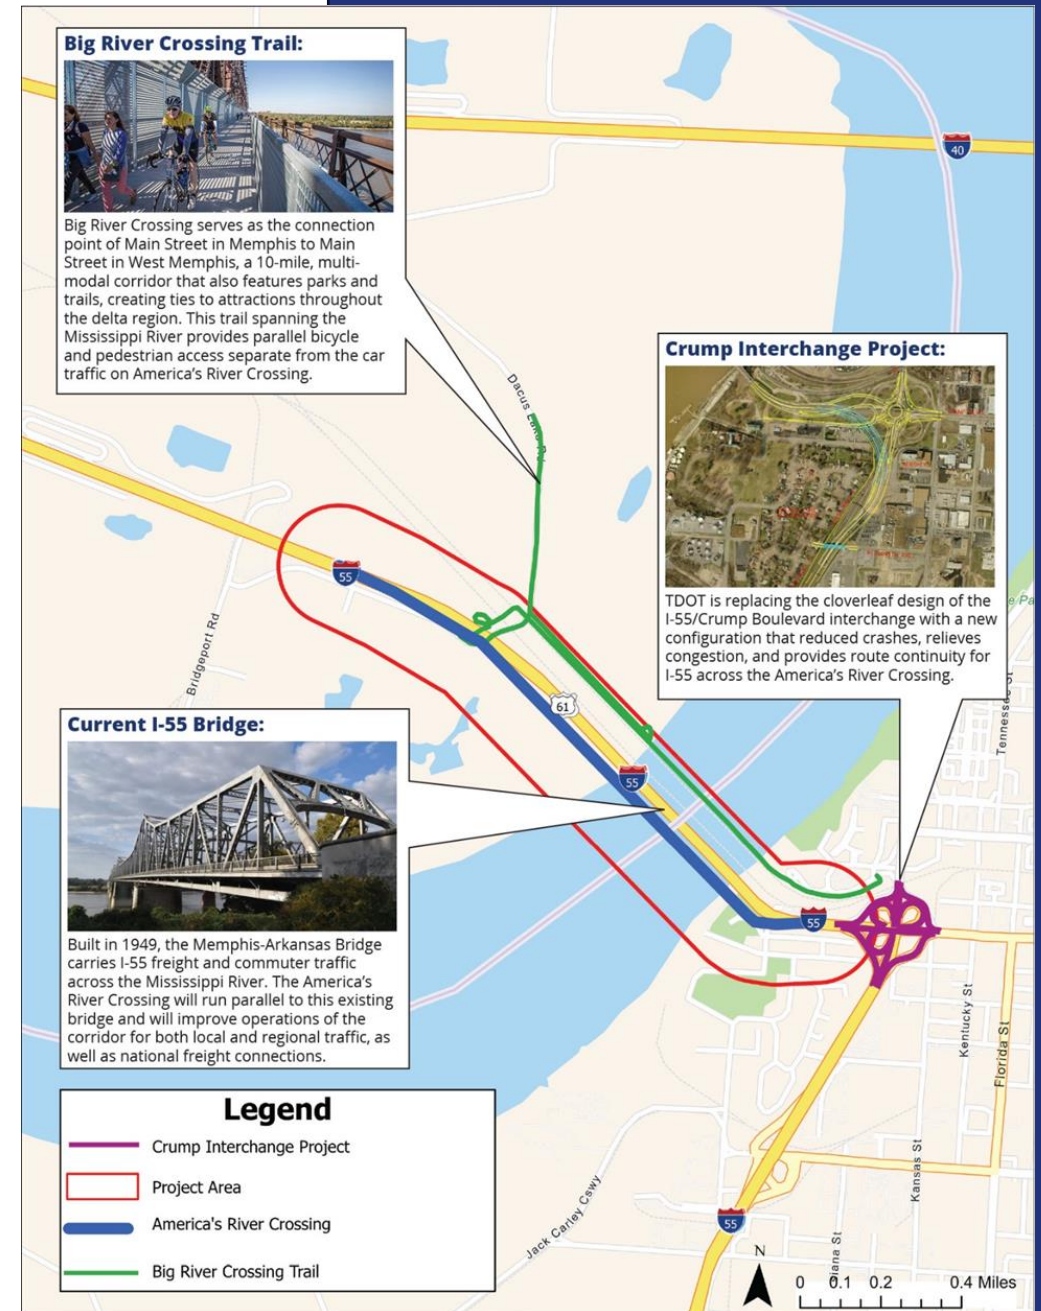 Big River Crossing Trail:
Big River Crossing serves as the connection
point of Main Street in Memphis to Main
Street in West Memphis, a 10-mile, multi-
modal corridor that also features parks and
trails, creating ties to attractions throughout
the delta region. This trail spanning the
Mississippi River provides parallel bicycle
and pedestrian access separate from the car
traffic on America's River Crossing.
40
Crump Interchange Project:
TDOT is replacing the cloverleaf design of the
I-55/Crump Boulevard interchange with a new
configuration that reduced crashes, relieves
congestion, and provides route continuity for
I-55 across the America's River Crossing.
Dacus Lake Rd
55
Bridgeport Rd
61
55
Tennessee St
Current I-55 Bridge:
Built in 1949, the Memphis-Arkansas Bridge
carries I-55 freight and commuter traffic
across the Mississippi River. The America's
River Crossing will run parallel to this existing
bridge and will improve operations of the
corridor for both local and regional traffic, as
well as national freight connections.
55
Kentucky St
Florida St
Kansas St
Jack Carley Cswy
55
Legend
Crump Interchange Project
Project Area
America's River Crossing
Big River Crossing Trail
N
0 0.1 0.2 0.4 Miles